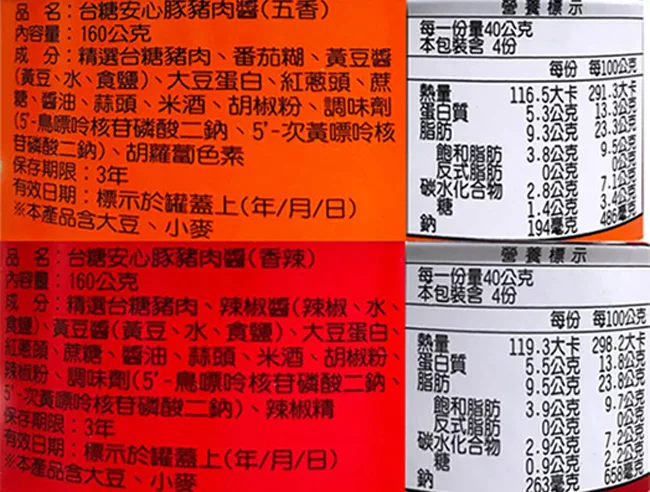 品 名：台糖安心豚豬肉醬(五香)
內容量：160公克
成 分：精選台糖豬肉、番茄糊、黃豆醬
(黃豆、水、食鹽)、大豆蛋白、紅蔥頭、蔗
糖、醬油、蒜頭、米酒、胡椒粉、調味劑
(5'-鳥嘌呤核苷磷酸二鈉、5'-次黃嘌呤核
苷磷酸二鈉)、胡蘿蔔色素
保存期限：3年
有效日期：標示於罐蓋上(年/月/日)
※本產品含大豆、小麥
營養標示
每一份量40公克
本包裝含 4份
每份 每100公克
熱量 116.5大卡 291.3大卡
蛋白質 5.3公克 13.3公克
脂肪 9.3公克 23.3公克
飽和脂肪 3.8公克 9.5公克
反式脂肪 0公克 0公克
碳水化合物 2.8公克 7.1公克
糖 1.4公克 3.4公克
鈉 194毫克 486毫克
品 名：台糖安心豚豬肉醬(香辣)
內容量：160公克
成 分：精選台糖豬肉、辣椒醬(辣椒、水、
食鹽)、黃豆醬(黃豆、水、食鹽)、大豆蛋白、
紅蔥頭、蔗糖、醬油、蒜頭、米酒、胡椒粉、
辣椒粉、調味劑(5'-鳥嘌呤核苷磷酸二鈉、
5'-次黃嘌呤核苷磷酸二鈉)、辣椒精
保存期限：3年
有效日期：標示於罐蓋上(年/月/日)
※本產品含大豆、小麥
營養標示
每一份量40公克
本包裝含 4份
每份 每100公克
熱量 119.3大卡 298.2大卡
蛋白質 5.5公克 13.8公克
脂肪 9.5公克 23.8公克
飽和脂肪 3.9公克 9.7公克
反式脂肪 0公克 0公克
碳水化合物 2.9公克 7.2公克
糖 0.9公克 2.2公克
鈉 263毫克 658毫克